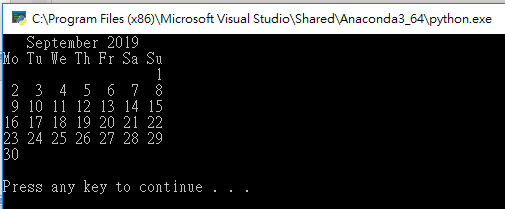 C:\Program Files (x86)\Microsoft Visual Studio\Shared\Anaconda3_64\python.exe
   September 2019
Mo Tu We Th Fr Sa Su
                   1
 2  3  4  5  6  7  8
 9 10 11 12 13 14 15
16 17 18 19 20 21 22
23 24 25 26 27 28 29
30
Press any key to continue . . .